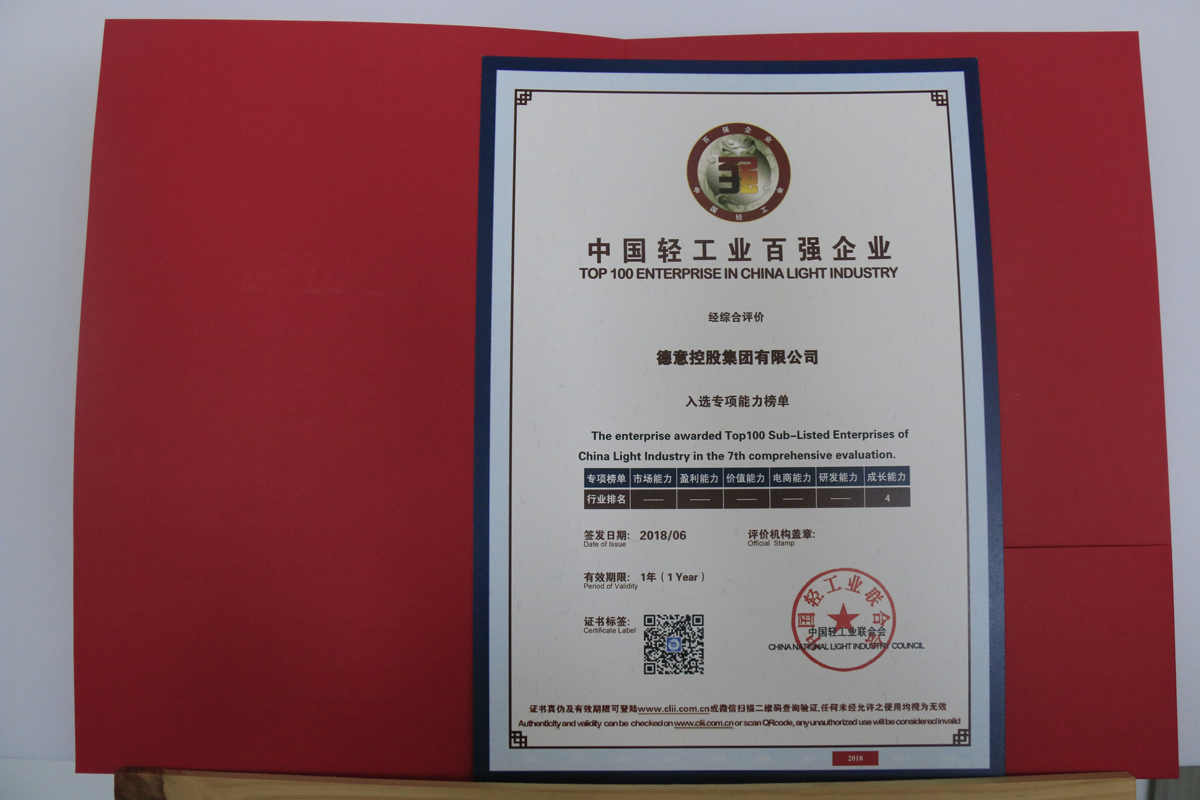 百强企业
中国轻工业
中国轻工业百强企业
TOP 100 ENTERPRISE IN CHINA LIGHT INDUSTRY
经综合评价
德意控股集团有限公司
入选专项能力榜单
The enterprise awarded Top100 Sub-Listed Enterprises of
China Light Industry in the 7th comprehensive evaluation.
专项榜单 市场能力 盈利能力 价值能力 电商能力 研发能力 成长能力
行业排名 —— —— —— —— —— 4
签发日期: 2018/06 评价机构盖章:
Date of Issue Official Stamp
有效期限: 1年（1 Year）
Period of Validity
证书标签:
Certificate Label
中国轻工业联合会
中国轻工业联合会
CHINA NATIONAL LIGHT INDUSTRY COUNCIL
证书真伪及有效期限可登陆www.clii.com.cn或微信扫描二维码查询验证,任何未经允许之使用均视为无效
Authenticity and validity can be checked on www.clii.com.cn or scan QRcode, any unauthorized use will be considered invalid
2018